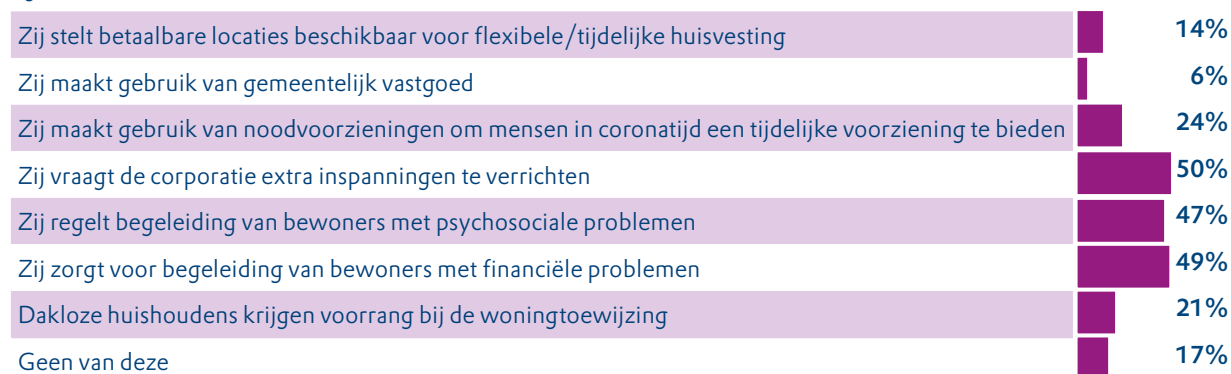 Zij stelt betaalbare locaties beschikbaar voor flexibele/tijdelijke huisvesting 14%
Zij maakt gebruik van gemeentelijk vastgoed 6%
Zij maakt gebruik van noodvoorzieningen om mensen in coronatijd een tijdelijke voorziening te bieden 24%
Zij vraagt de corporatie extra inspanningen te verrichten 50%
Zij regelt begeleiding van bewoners met psychosociale problemen 47%
Zij zorgt voor begeleiding van bewoners met financiële problemen 49%
Dakloze huishoudens krijgen voorrang bij de woningtoewijzing 21%
Geen van deze 17%